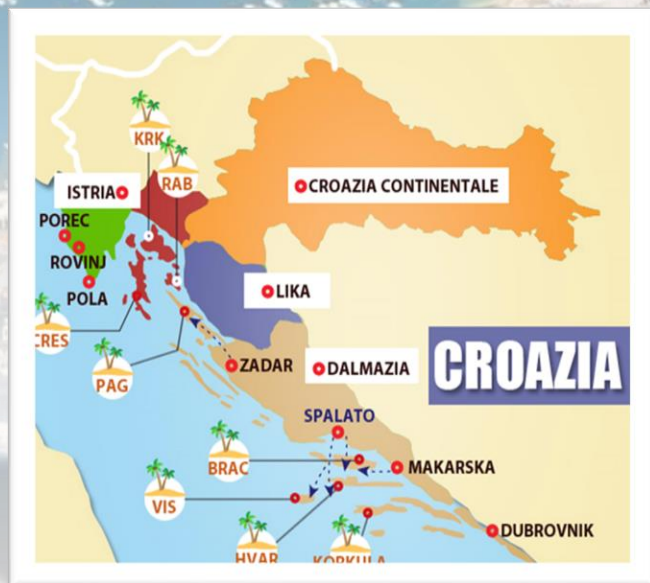 KRK
RAB
ISTRIA
CROAZIA CONTINENTALE
POREC
ROVINJ
POLA
LIKA
CRES
PAG
ZADAR
DALMAZIA
CROAZIA
SPALATO
BRAC
MAKARSKA
VIS
DUBROVNIK
HVAR
KORKULA